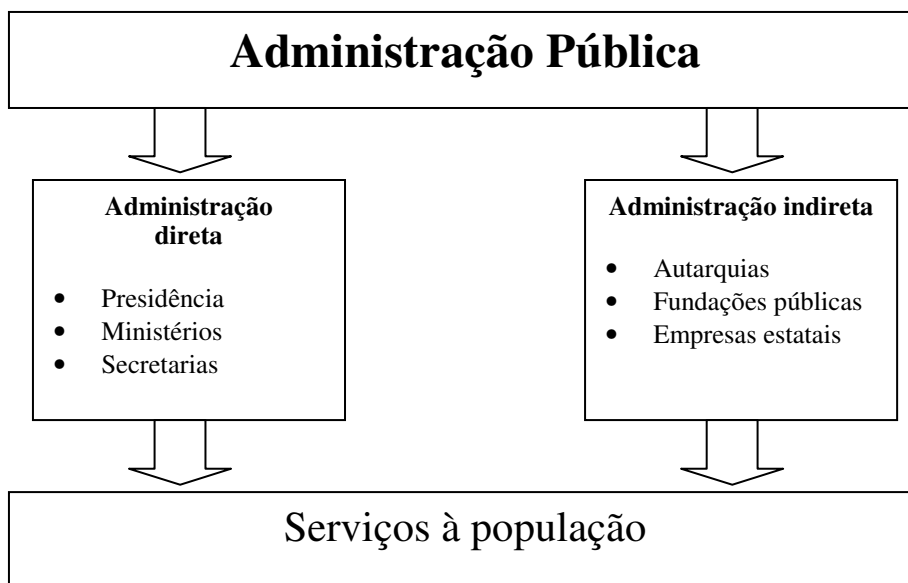 Administração Pública
Administração
direta
• Presidência
• Ministérios
• Secretarias
Administração indireta
• Autarquias
• Fundações públicas
• Empresas estatais
Serviços à população